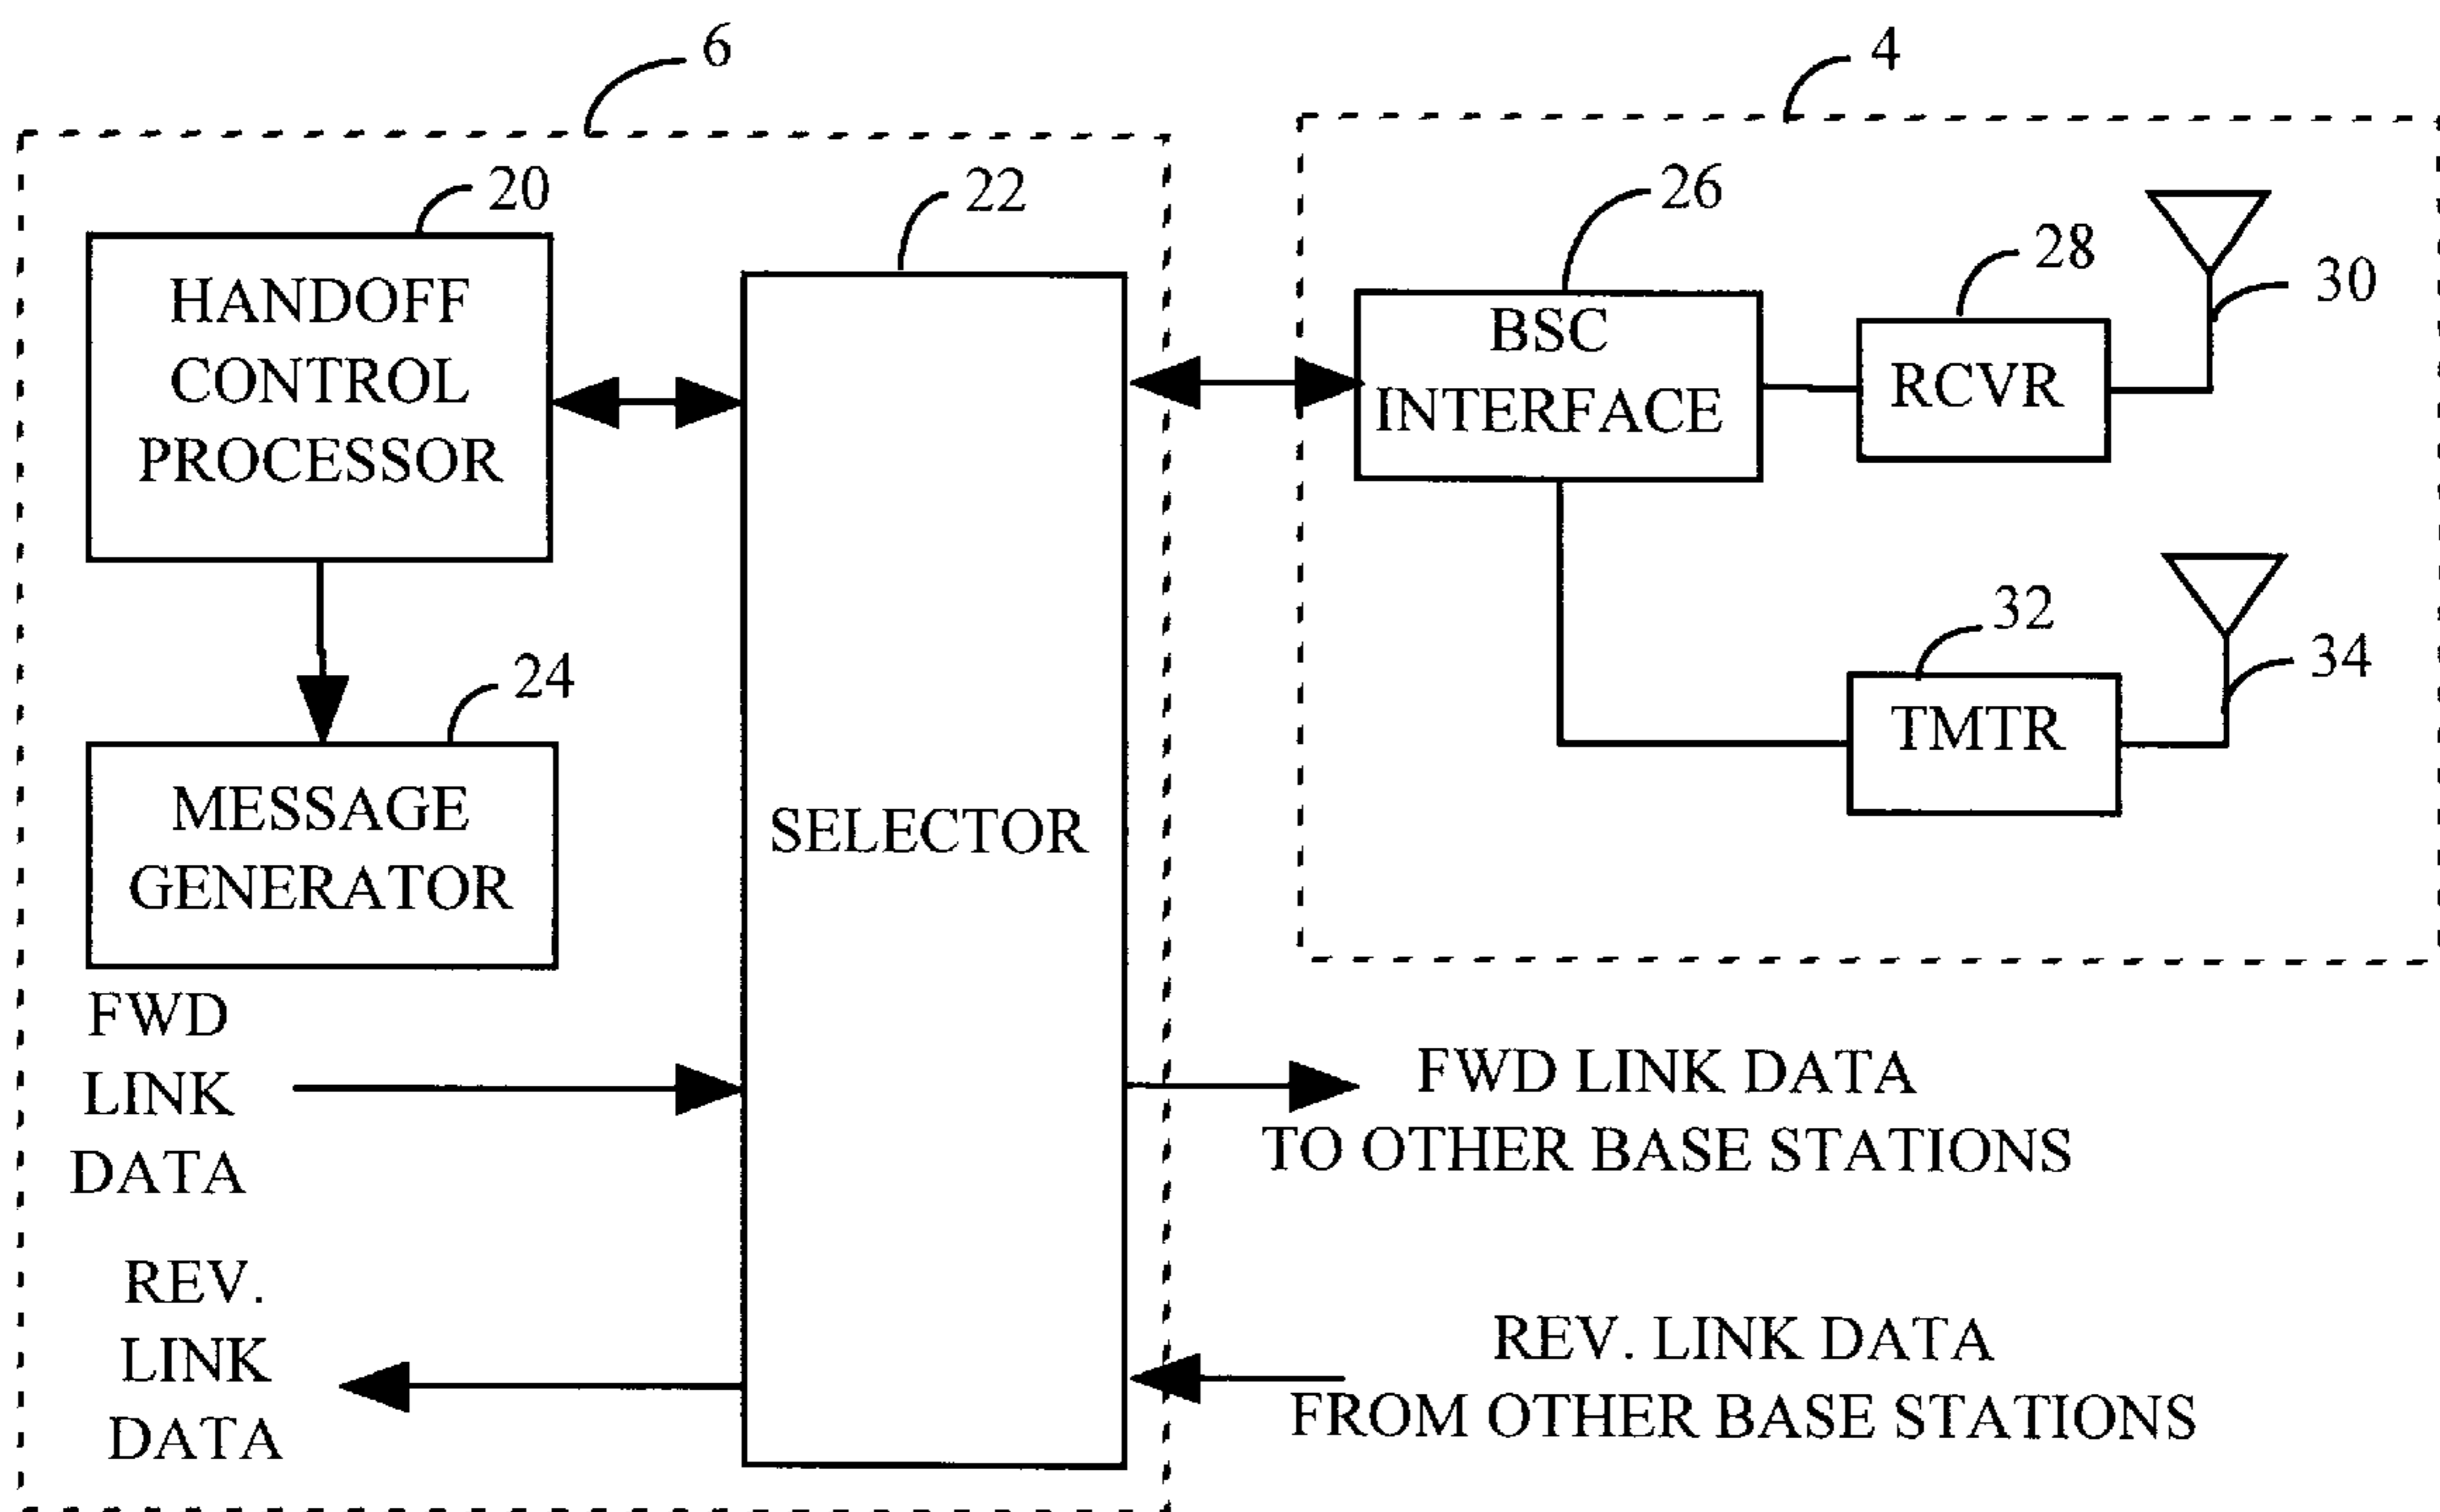 6
4
20
22
26
28
30
HANDOFF
CONTROL
PROCESSOR
BSC
INTERFACE
RCVR
32
34
24
TMTR
MESSAGE
GENERATOR
SELECTOR
FWD
LINK
DATA
FWD LINK DATA
TO OTHER BASE STATIONS
REV.
LINK
DATA
REV. LINK DATA
FROM OTHER BASE STATIONS